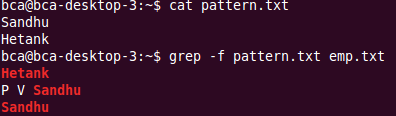 bca@bca-desktop-3:~$ cat pattern.txt
Sandhu
Hetank
bca@bca-desktop-3:~$ grep -f pattern.txt emp.txt
Hetank
P V Sandhu
Sandhu